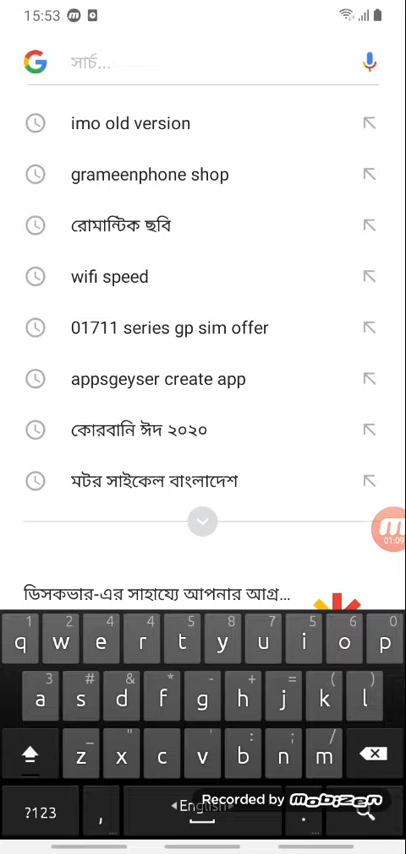 15:53
সার্চ...
imo old version
grameenphone shop
রোমান্টিক ছবি
wifi speed
01711 series gp sim offer
appsgeyser create app
কোরবানি ঈদ ২০২০
মটর সাইকেল বাংলাদেশ
01:09
ডিসকভার-এর সাহায্যে আপনার আগ্র...
1 2 3 4 5 6 7 8 9 0
q w e r t y u i o p
@ # & * - + = ( )
a s d f g h j k l
_ " ' : ; /
z x c v b n m
?123 , English .
Recorded by mobizen